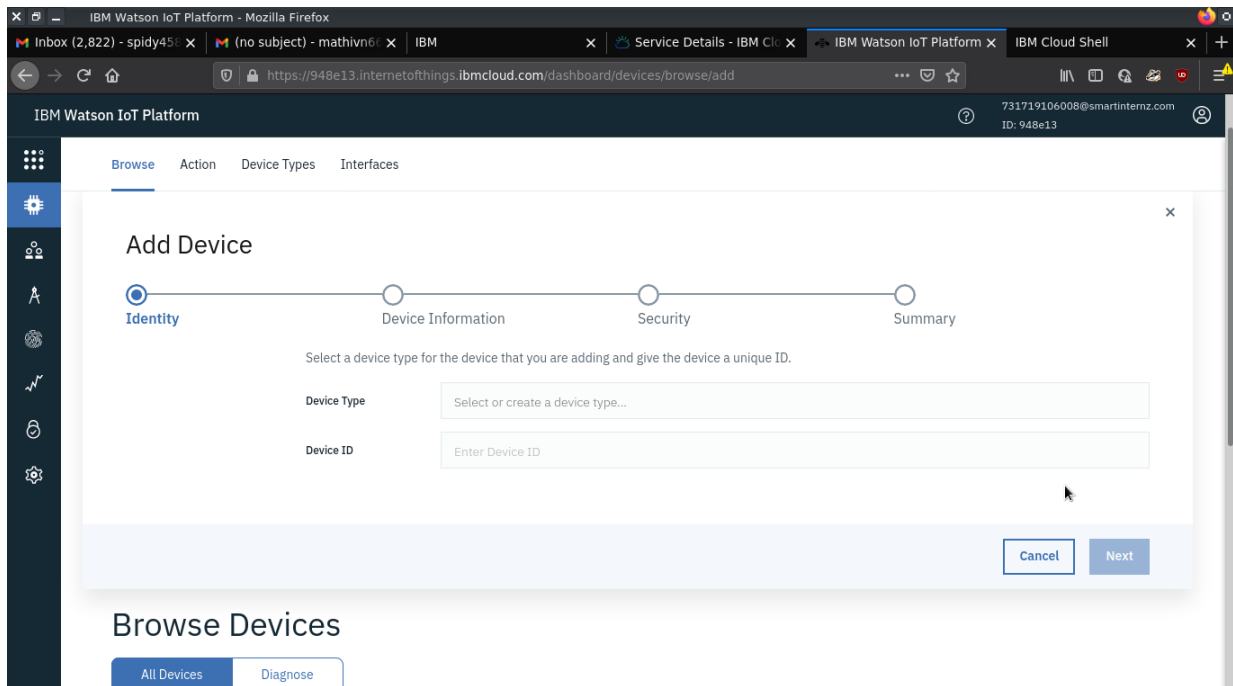 IBM Watson IoT Platform - Mozilla Firefox
Inbox (2,822) - spidy458
(no subject) - mathivn66
IBM
Service Details - IBM Clo
IBM Watson IoT Platform
IBM Cloud Shell
https://948e13.internetofthings.ibmcloud.com/dashboard/devices/browse/add
IBM Watson IoT Platform
731719106008@smartinternz.com
ID: 948e13
Browse Action Device Types Interfaces
Add Device
Identity Device Information Security Summary
Select a device type for the device that you are adding and give the device a unique ID.
Device Type Select or create a device type...
Device ID Enter Device ID
Cancel Next
Browse Devices
All Devices Diagnose